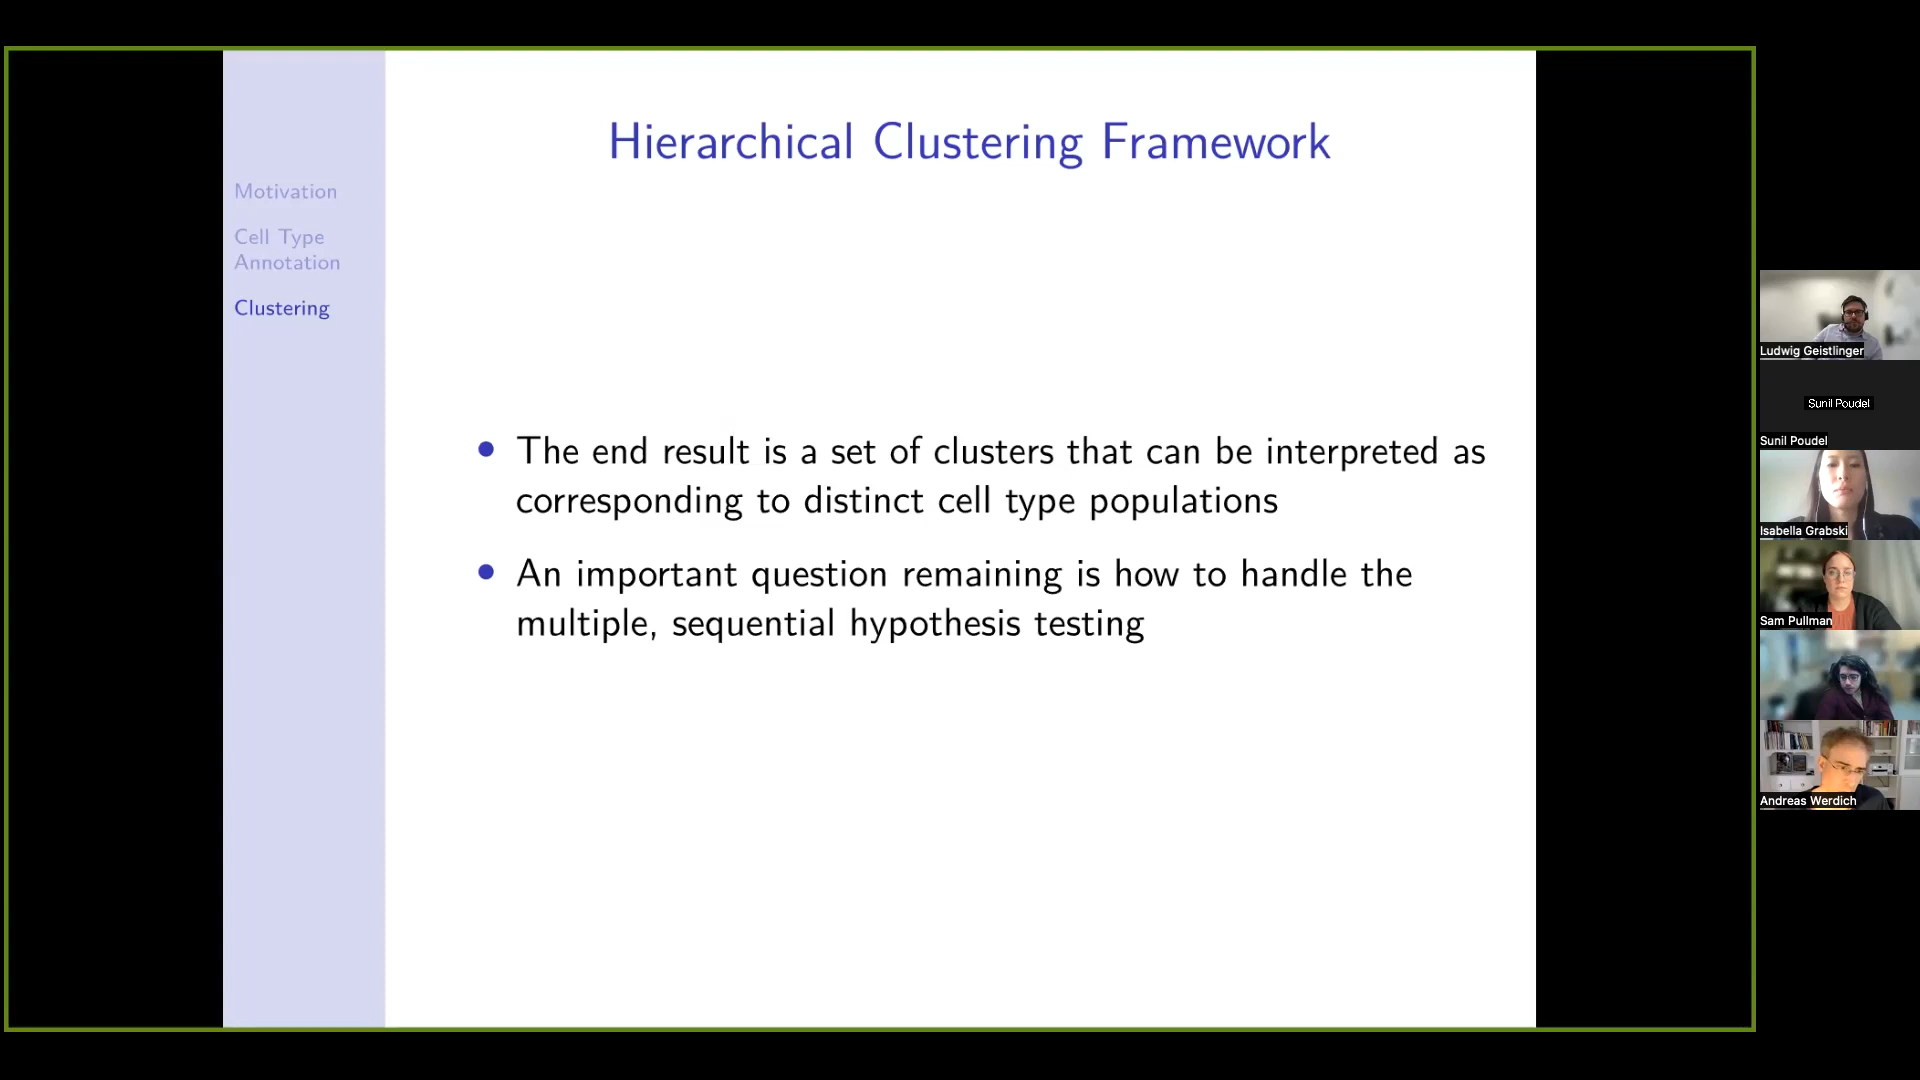 Hierarchical Clustering Framework
Motivation
Cell Type
Annotation
Clustering
• The end result is a set of clusters that can be interpreted as
corresponding to distinct cell type populations
• An important question remaining is how to handle the
multiple, sequential hypothesis testing
Ludwig Geistlinger
Sunil Poudel
Sunil Poudel
Isabella Grabski
Sam Pullman
Andreas Werdich